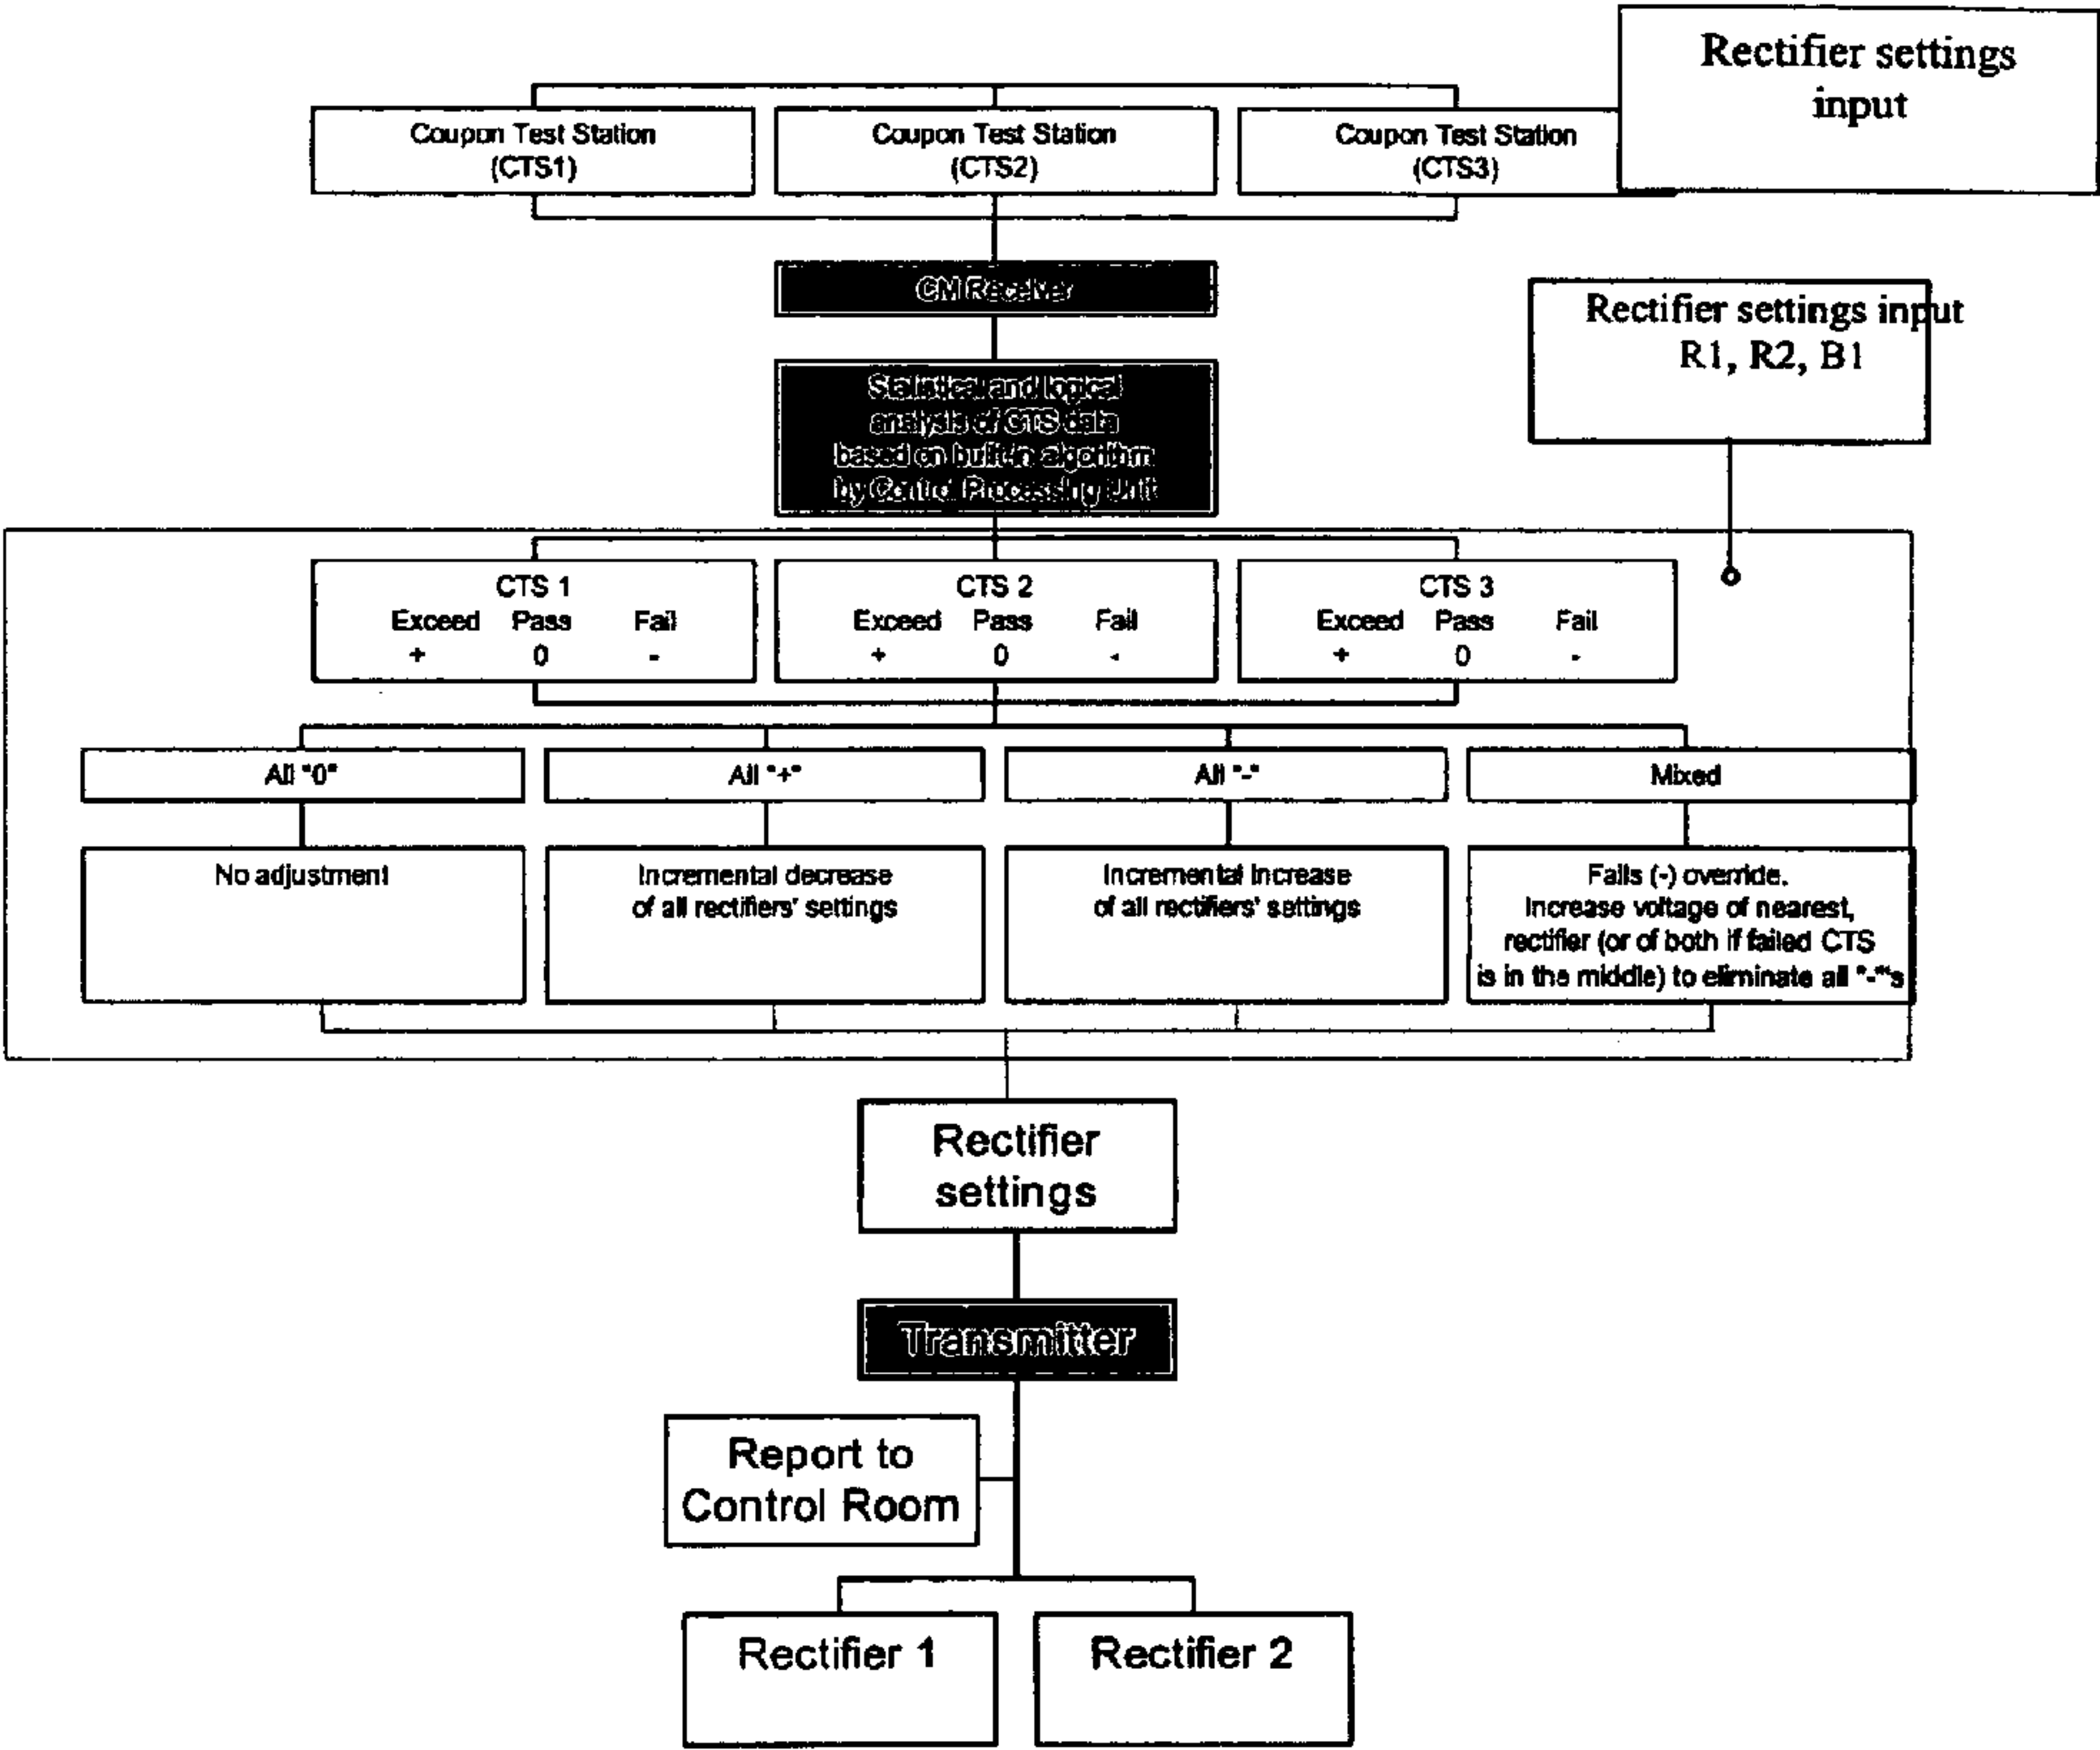 Rectifier settings
input
Coupon Test Station
(CTS1)
Coupon Test Station
(CTS2)
Coupon Test Station
(CTS3)
CM Receiver
Rectifier settings input
R1, R2, B1
Statistical and logical
analysis of CTS data
based on built-in algorithm
by Control Processing Unit
CTS 1
Exceed Pass Fail
+ 0 -
CTS 2
Exceed Pass Fail
+ 0 -
CTS 3
Exceed Pass Fail
+ 0 -
All "0"
All "+"
All "-"
Mixed
No adjustment
Incremental decrease
of all rectifiers' settings
Incremental increase
of all rectifiers' settings
Fails (-) override.
Increase voltage of nearest,
rectifier (or of both if failed CTS
is in the middle) to eliminate all "-"s
Rectifier
settings
Transmitter
Report to
Control Room
Rectifier 1
Rectifier 2